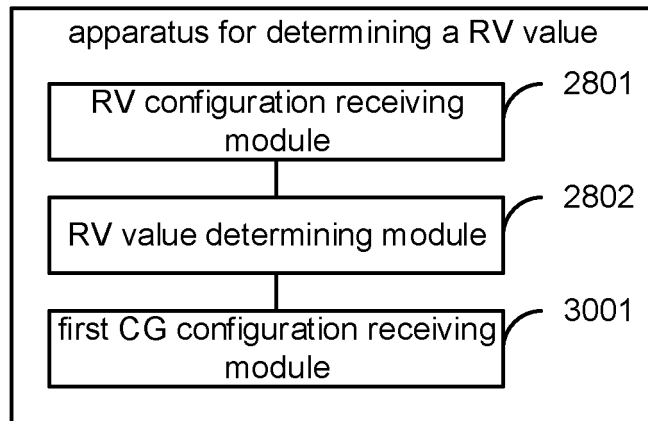 apparatus for determining a RV value
2801
RV configuration receiving
module
2802
RV value determining module
3001
first CG configuration receiving
module